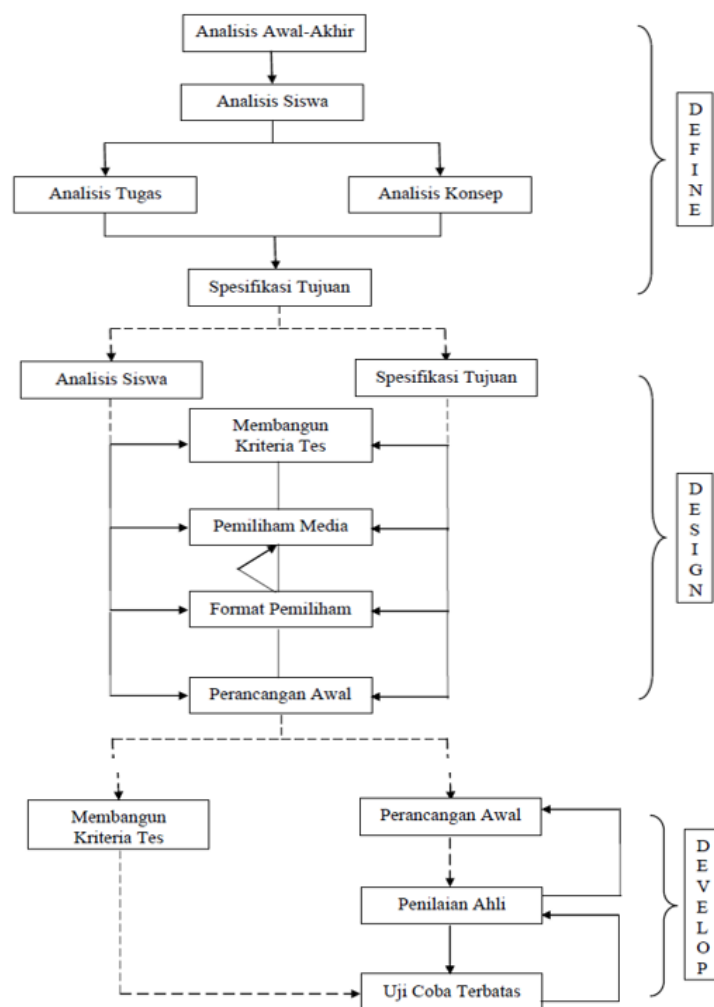 Analisis Awal-Akhir
Analisis Siswa
Analisis Tugas
Analisis Konsep
Spesifikasi Tujuan
DEFINE
Analisis Siswa
Spesifikasi Tujuan
Membangun
Kriteria Tes
Pemiliham Media
Format Pemiliham
Perancangan Awal
DESIGN
Membangun
Kriteria Tes
Perancangan Awal
Penilaian Ahli
Uji Coba Terbatas
DEVELOP